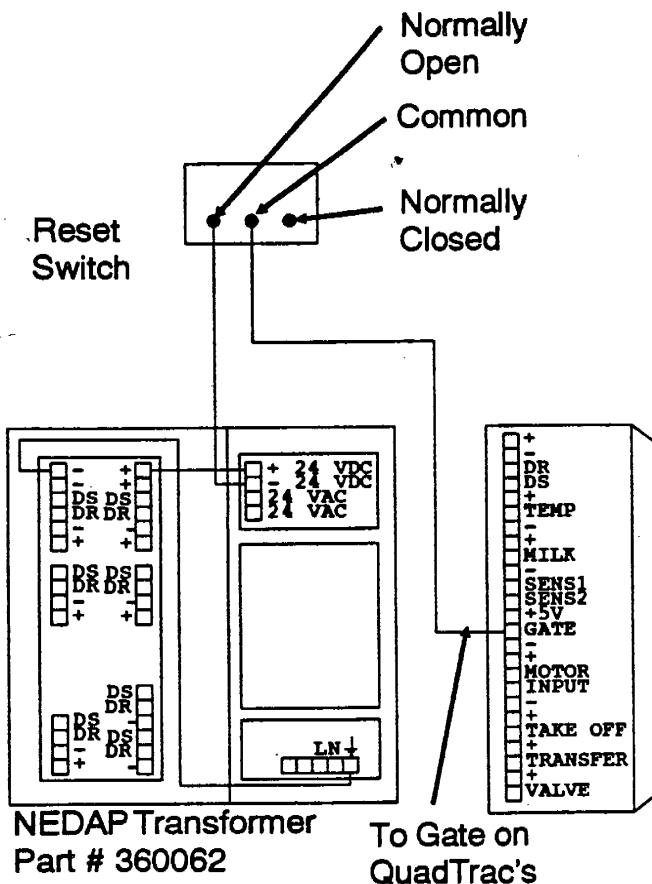 Normally
Open
Common
Normally
Closed
Reset
Switch
- +
- +
DS DS
DR DR
- -
+ +
DS DS
DR DR
- -
+ +
DS
DR
DS -
DR DS
- DR
+ -
+ 24 VDC
- 24 VDC
24 VAC
24 VAC
LN
+
-
DR
DS
+
TEMP
-
+
MILK
-
SENS1
SENS2
+5V
GATE
-
+
MOTOR
INPUT
-
+
TAKE OFF
+
TRANSFER
+
VALVE
NEDAP Transformer
Part # 360062
To Gate on
QuadTrac's